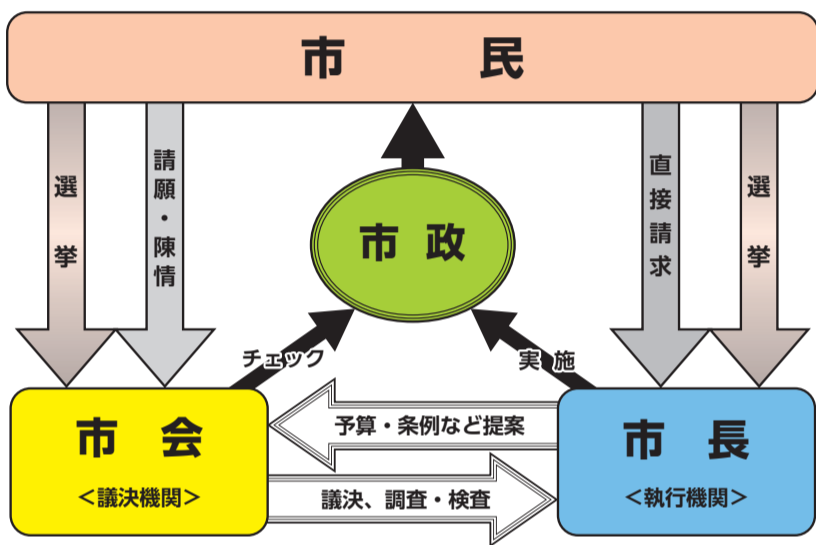 市民
選挙
請願・陳情
直接請求
選挙
市政
チェック
実施
市会
<議決機関>
予算・条例など提案
議決、調査・検査
市長
<執行機関>